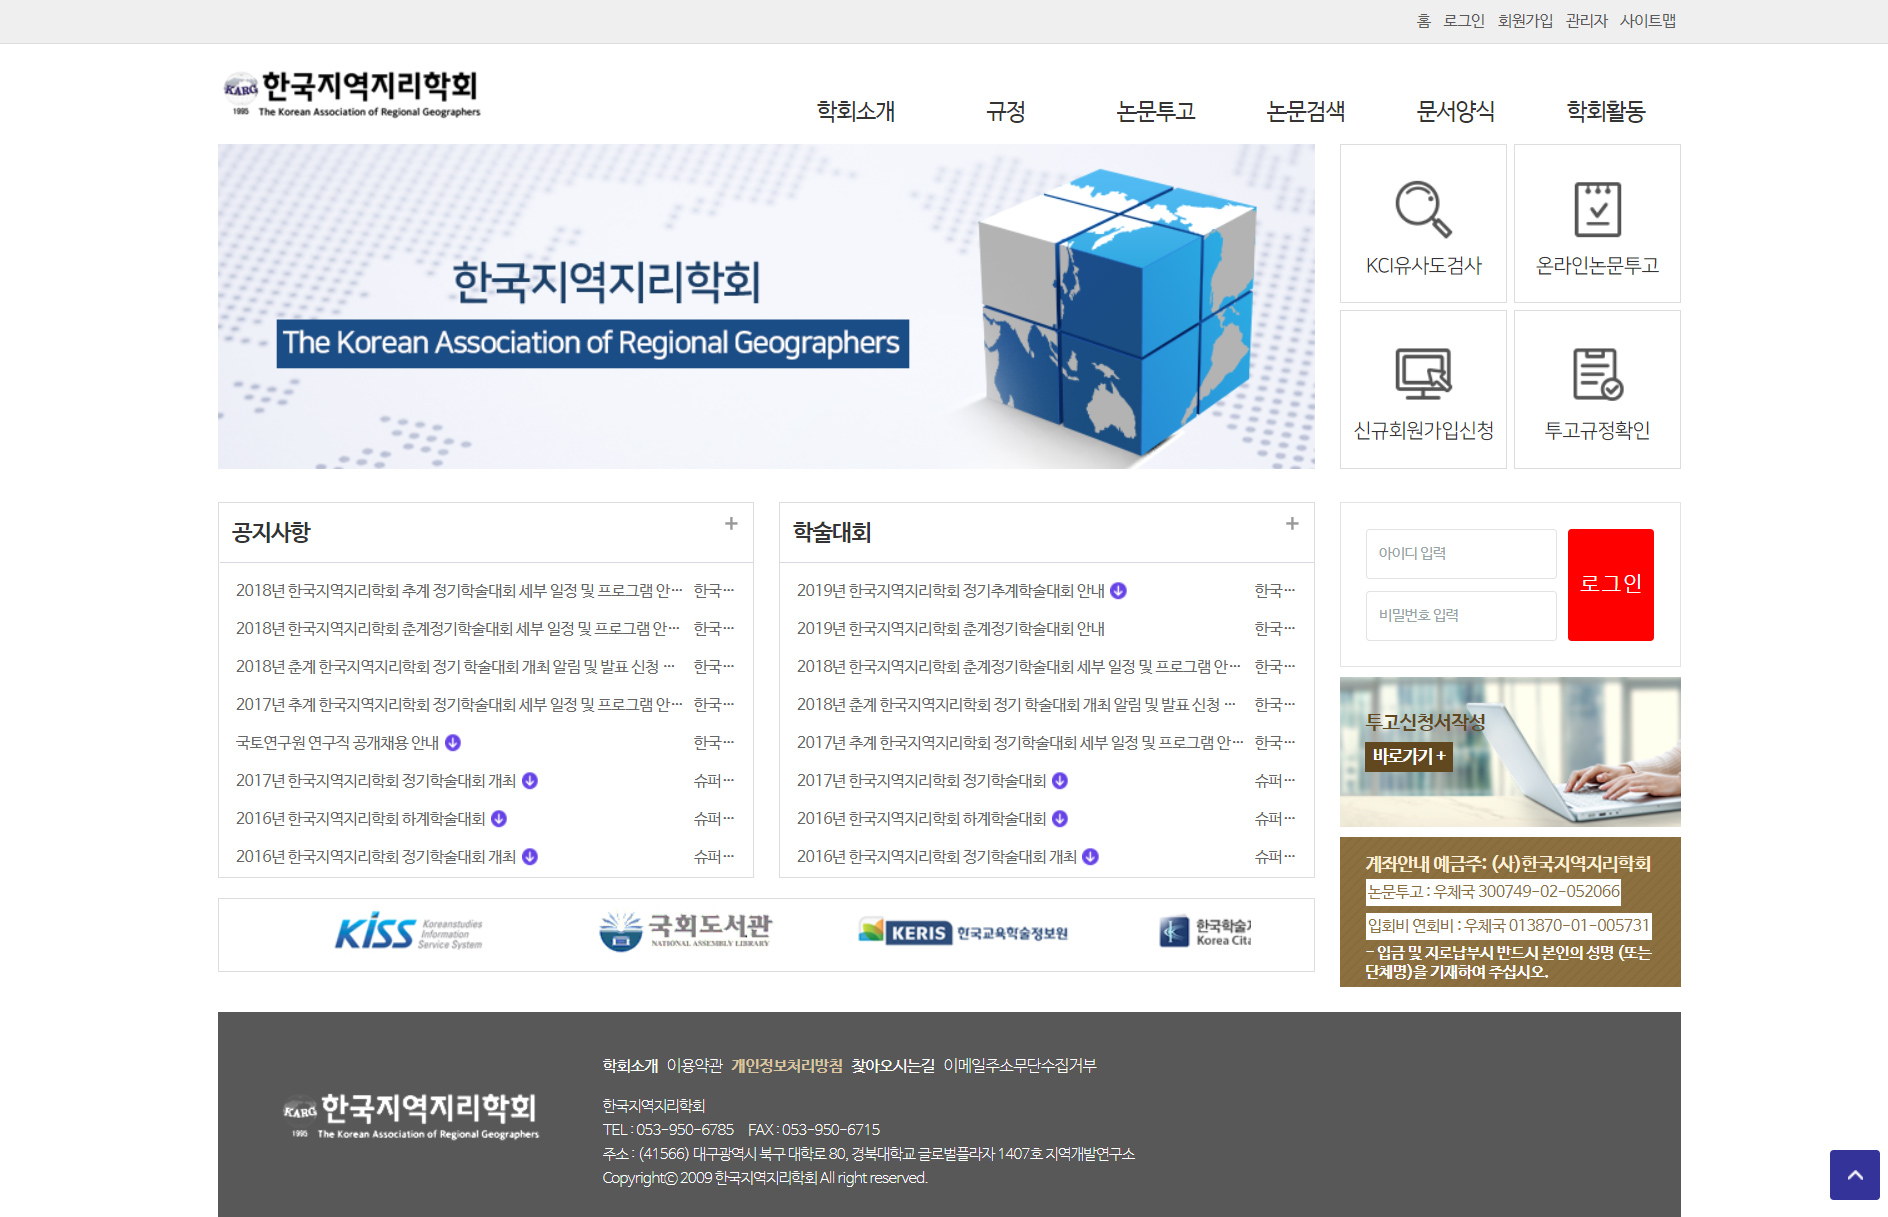 홈 로그인 회원가입 관리자 사이트맵
KARG 한국지역지리학회
1995 The Korean Association of Regional Geographers
학회소개 규정 논문투고 논문검색 문서양식 학회활동
한국지역지리학회
The Korean Association of Regional Geographers
KCI유사도검사
온라인논문투고
신규회원가입신청
투고규정확인
공지사항 +
2018년 한국지역지리학회 추계 정기학술대회 세부 일정 및 프로그램 안… 한국…
2018년 한국지역지리학회 춘계정기학술대회 세부 일정 및 프로그램 안… 한국…
2018년 춘계 한국지역지리학회 정기 학술대회 개최 알림 및 발표 신청 … 한국…
2017년 추계 한국지역지리학회 정기학술대회 세부 일정 및 프로그램 안… 한국…
국토연구원 연구직 공개채용 안내 한국…
2017년 한국지역지리학회 정기학술대회 개최 슈퍼…
2016년 한국지역지리학회 하계학술대회 슈퍼…
2016년 한국지역지리학회 정기학술대회 개최 슈퍼…
학술대회 +
2019년 한국지역지리학회 정기추계학술대회 안내 한국…
2019년 한국지역지리학회 춘계정기학술대회 안내 한국…
2018년 한국지역지리학회 춘계정기학술대회 세부 일정 및 프로그램 안… 한국…
2018년 춘계 한국지역지리학회 정기 학술대회 개최 알림 및 발표 신청 … 한국…
2017년 추계 한국지역지리학회 정기학술대회 세부 일정 및 프로그램 안… 한국…
2017년 한국지역지리학회 정기학술대회 슈퍼…
2016년 한국지역지리학회 하계학술대회 슈퍼…
2016년 한국지역지리학회 정기학술대회 개최 슈퍼…
아이디 입력
비밀번호 입력
로그인
투고신청서작성
바로가기 +
계좌안내 예금주: (사)한국지역지리학회
논문투고 : 우체국 300749-02-052066
입회비 연회비 : 우체국 013870-01-005731
- 입금 및 지로납부시 반드시 본인의 성명 (또는
단체명)을 기재하여 주십시오.
KISS Koreanstudies
Information
Service System
국회도서관
NATIONAL ASSEMBLY LIBRARY
KERIS 한국교육학술정보원
한국학술지
Korea Cita
KARG 한국지역지리학회
1995 The Korean Association of Regional Geographers
학회소개 이용약관 개인정보처리방침 찾아오시는길 이메일주소무단수집거부
한국지역지리학회
TEL : 053-950-6785 FAX : 053-950-6715
주소 : (41566) 대구광역시 북구 대학로 80, 경북대학교 글로벌플라자 1407호 지역개발연구소
Copyrightⓒ 2009 한국지역지리학회 All right reserved.